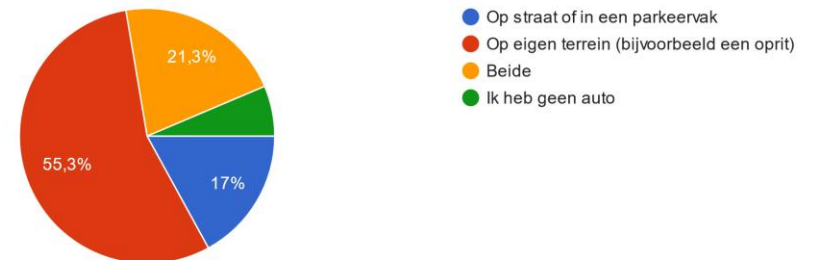 Op straat of in een parkeervak
Op eigen terrein (bijvoorbeeld een oprit)
Beide
Ik heb geen auto
21,3%
55,3%
17%